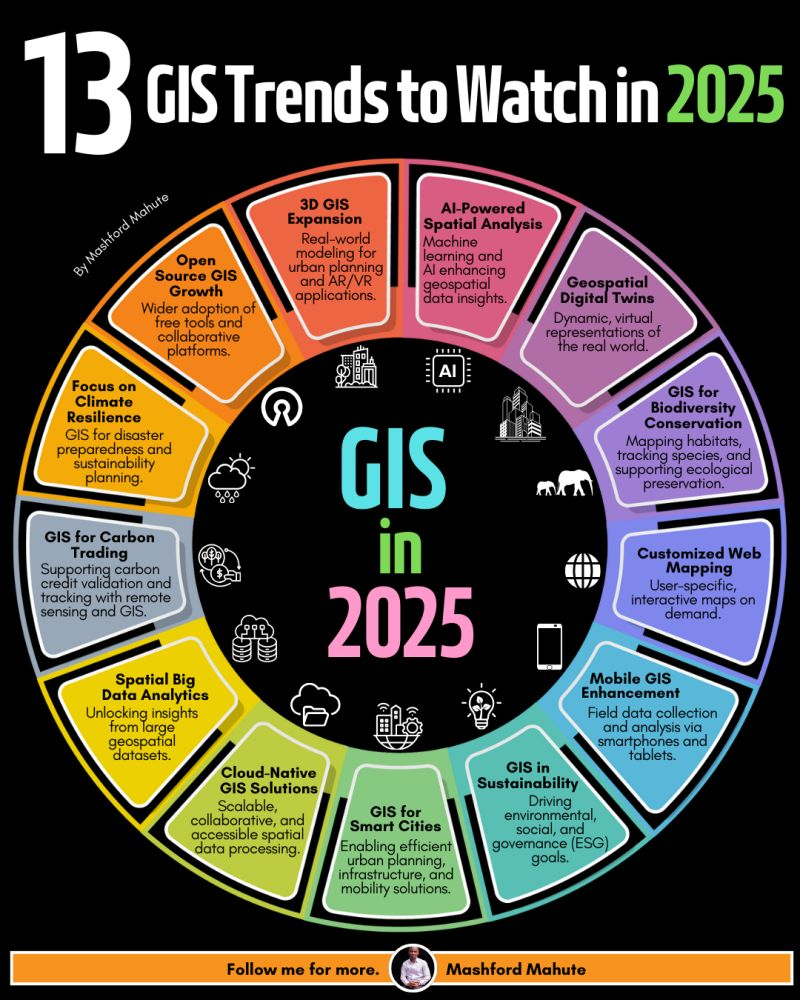 13 GIS Trends to Watch in 2025
By Mashford Mahute
3D GIS
Expansion
Real-world
modeling for
urban planning
and AR/VR
applications.
AI-Powered
Spatial Analysis
Machine
learning and
AI enhancing
geospatial
data insights.
Geospatial
Digital Twins
Dynamic, virtual
representations of
the real world.
GIS for
Biodiversity
Conservation
Mapping habitats,
tracking species, and
supporting ecological
preservation.
Customized Web
Mapping
User-specific,
interactive maps on
demand.
Mobile GIS
Enhancement
Field data collection
and analysis via
smartphones and
tablets.
GIS in
Sustainability
Driving
environmental,
social, and
governance (ESG)
goals.
GIS for
Smart Cities
Enabling efficient
urban planning,
infrastructure, and
mobility solutions.
Cloud-Native
GIS Solutions
Scalable,
collaborative, and
accessible spatial
data processing.
Spatial Big
Data Analytics
Unlocking insights
from large
geospatial
datasets.
GIS for Carbon
Trading
Supporting carbon
credit validation and
tracking with remote
sensing and GIS.
Focus on
Climate
Resilience
GIS for disaster
preparedness and
sustainability
planning.
Open
Source GIS
Growth
Wider adoption of
free tools and
collaborative
platforms.
AI
$
GIS
in
2025
Follow me for more. Mashford Mahute